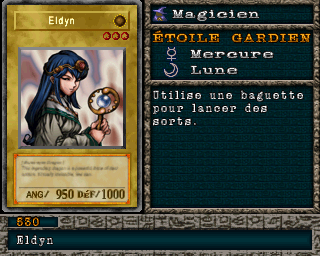 Eldyn
ANG/ 950 DÉF/1000
Magicien
ÉTOILE GARDIEN
Mercure
Lune
Utilise une baguette
pour lancer des
sorts.
530
Eldyn